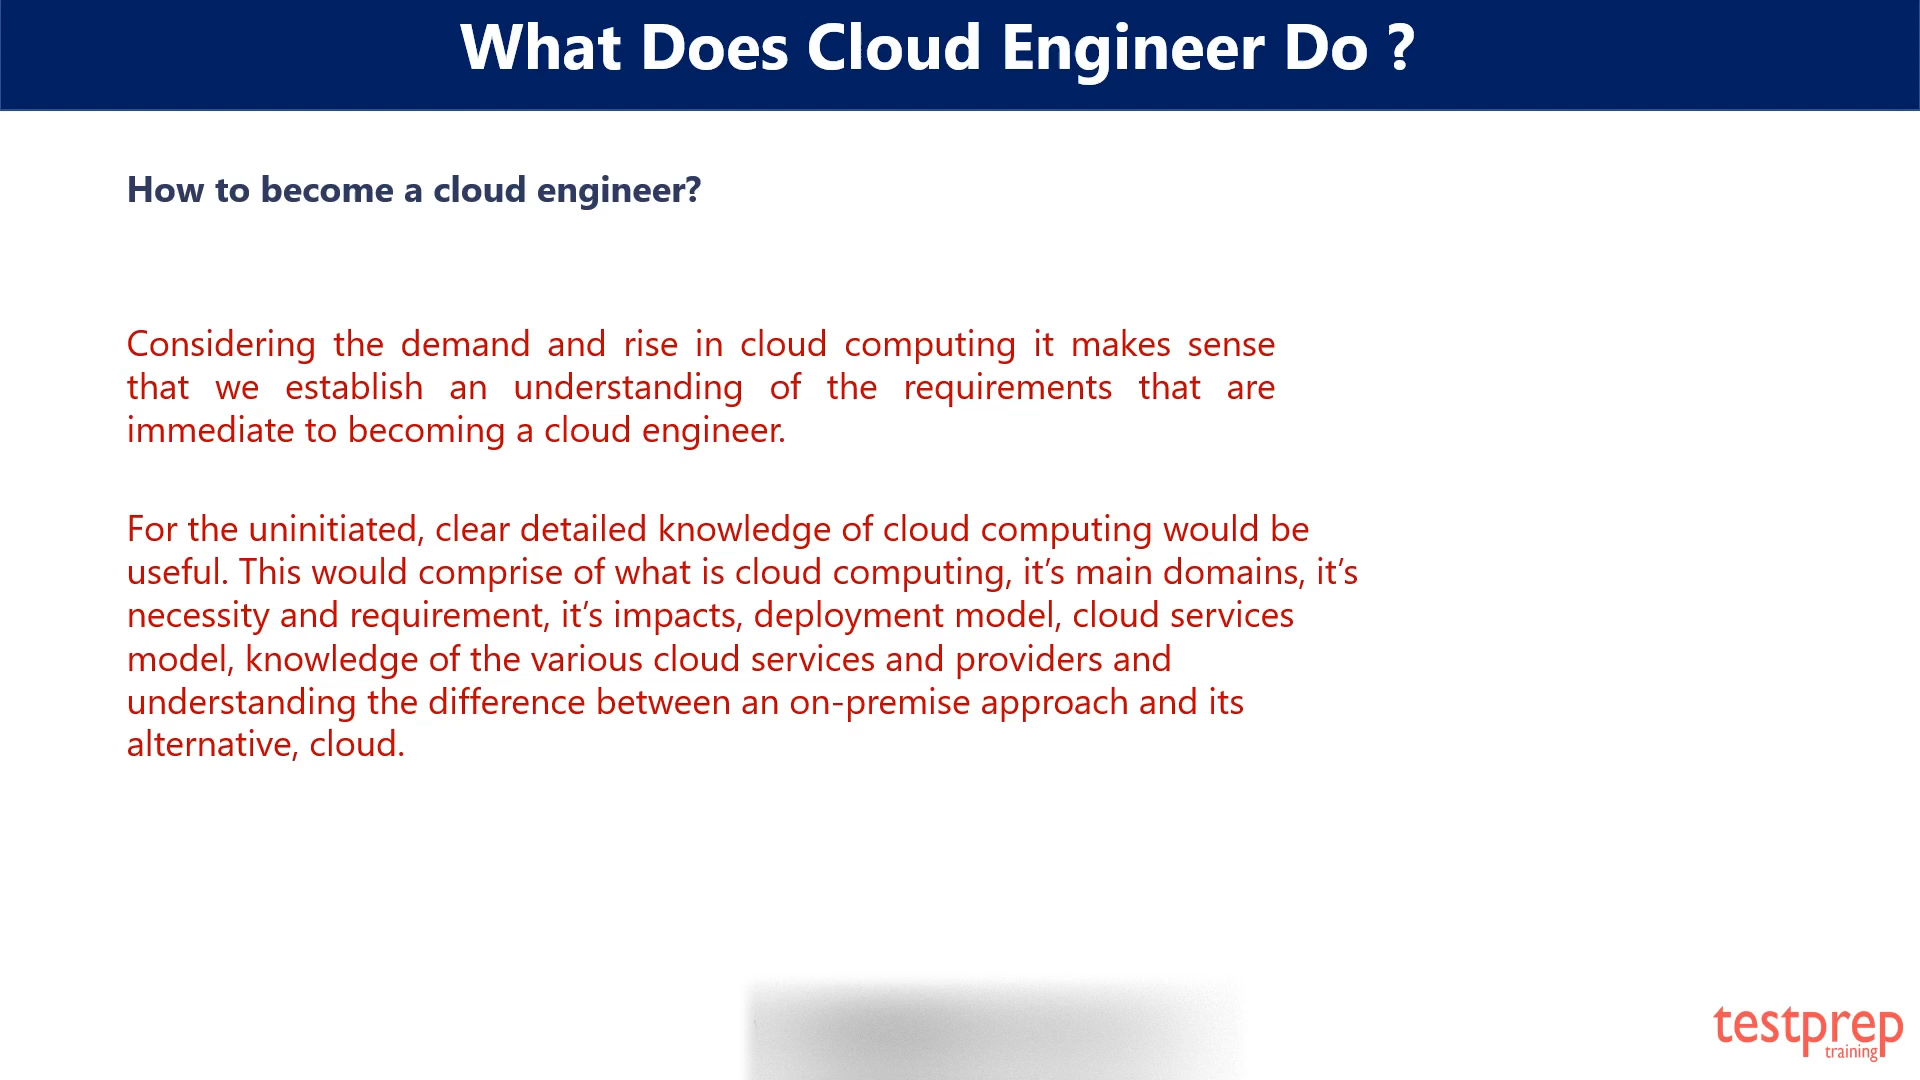 What Does Cloud Engineer Do ?
How to become a cloud engineer?
Considering the demand and rise in cloud computing it makes sense
that we establish an understanding of the requirements that are
immediate to becoming a cloud engineer.
For the uninitiated, clear detailed knowledge of cloud computing would be
useful. This would comprise of what is cloud computing, it’s main domains, it’s
necessity and requirement, it’s impacts, deployment model, cloud services
model, knowledge of the various cloud services and providers and
understanding the difference between an on-premise approach and its
alternative, cloud.
testprep
training